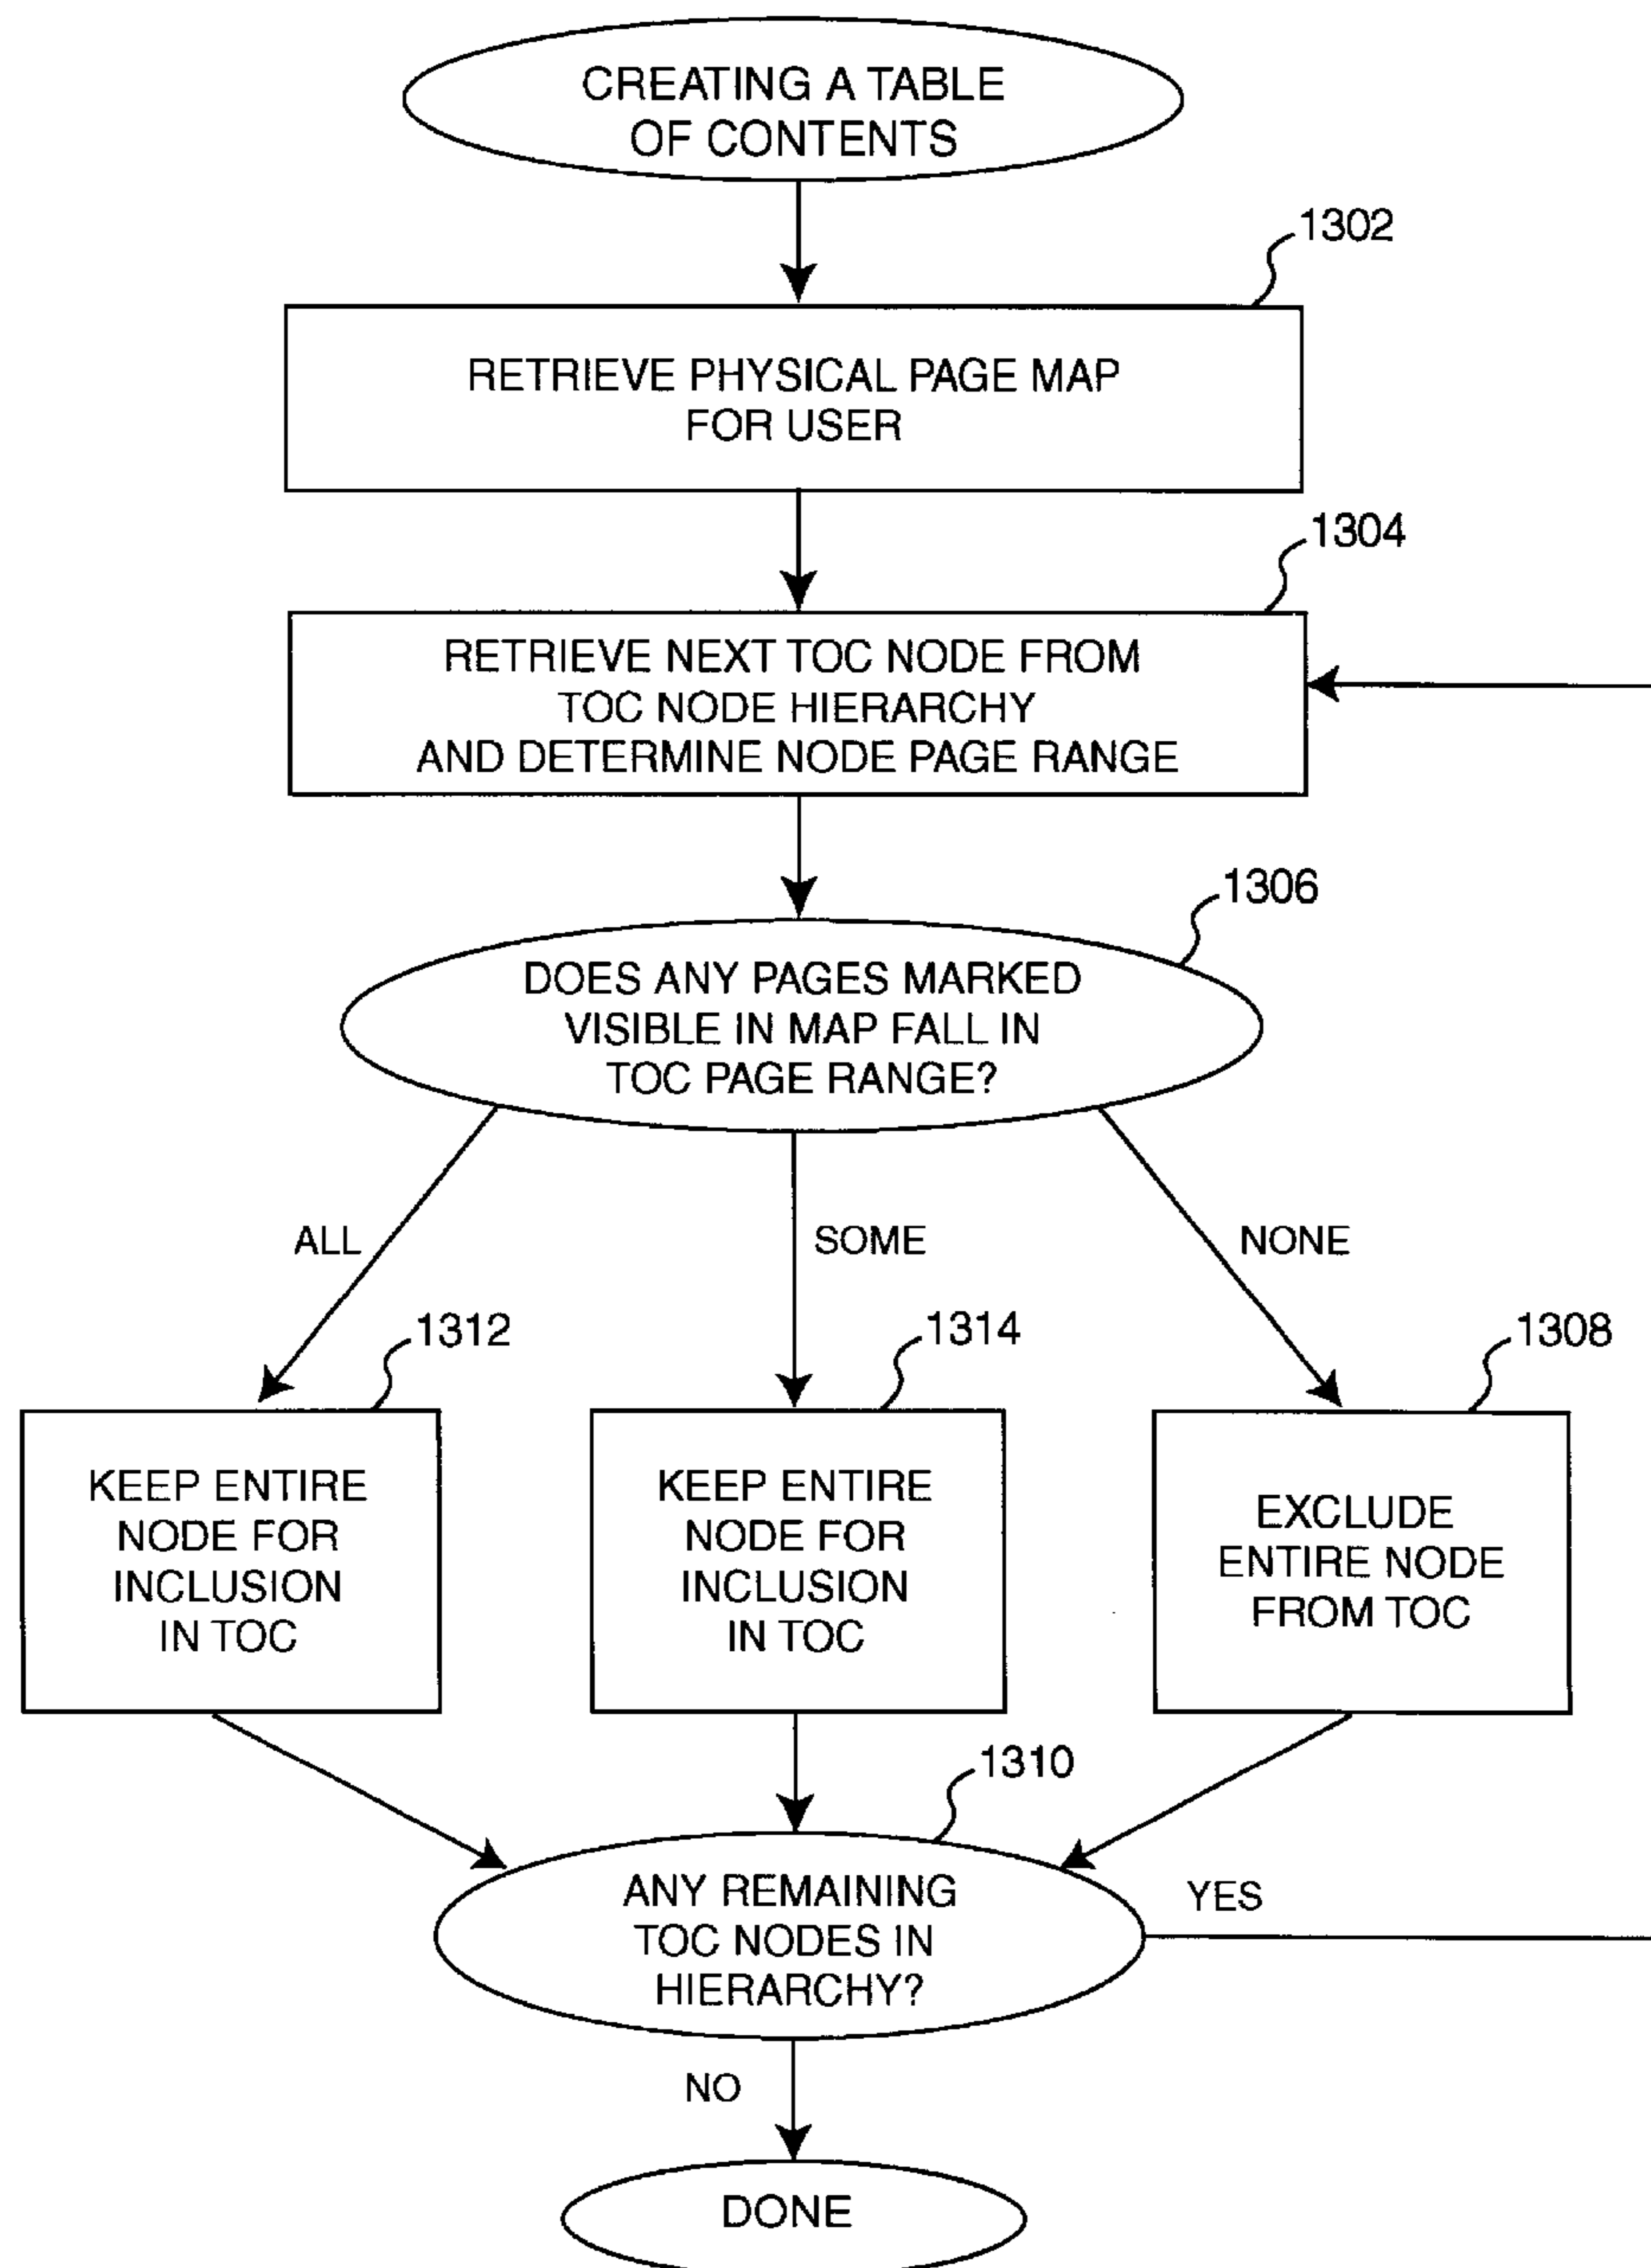 CREATING A TABLE
OF CONTENTS
1302
RETRIEVE PHYSICAL PAGE MAP
FOR USER
1304
RETRIEVE NEXT TOC NODE FROM
TOC NODE HIERARCHY
AND DETERMINE NODE PAGE RANGE
1306
DOES ANY PAGES MARKED
VISIBLE IN MAP FALL IN
TOC PAGE RANGE?
ALL
SOME
NONE
1312
KEEP ENTIRE
NODE FOR
INCLUSION
IN TOC
1314
KEEP ENTIRE
NODE FOR
INCLUSION
IN TOC
1308
EXCLUDE
ENTIRE NODE
FROM TOC
1310
ANY REMAINING
TOC NODES IN
HIERARCHY?
YES
NO
DONE